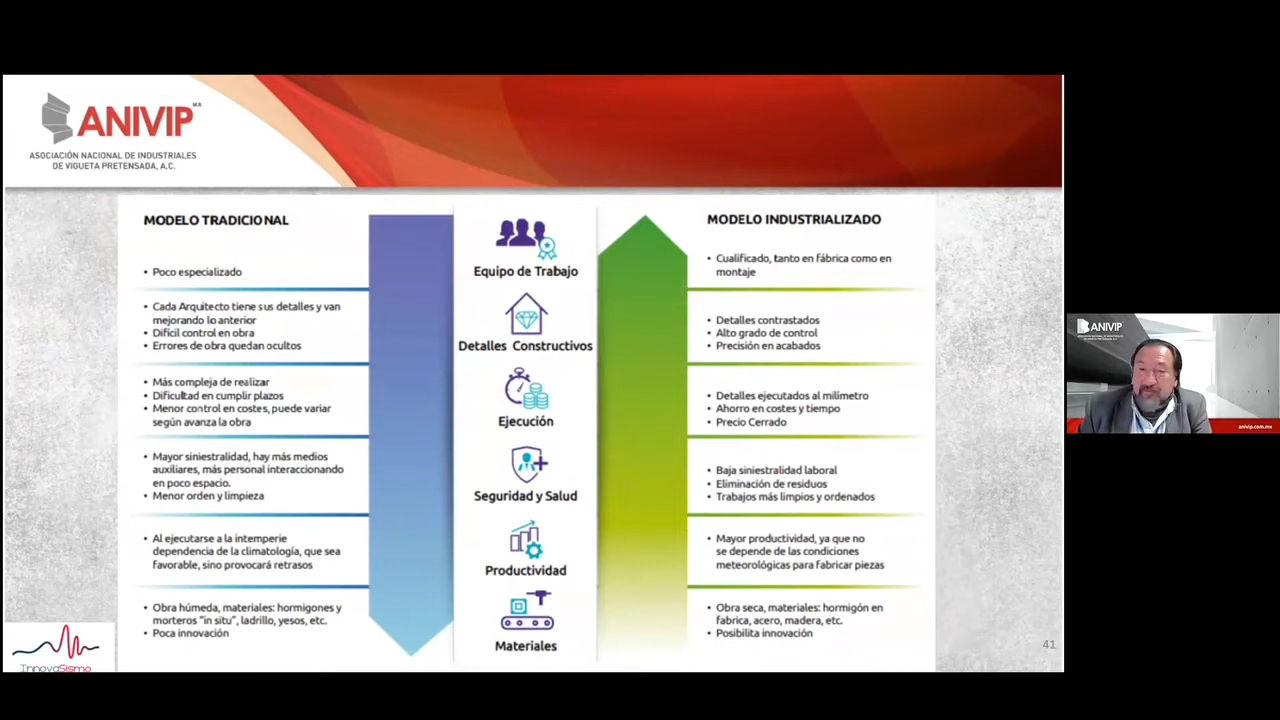 ANIVIP
M.R
ASOCIACIÓN NACIONAL DE INDUSTRIALES
DE VIGUETA PRETENSADA, A.C.
MODELO TRADICIONAL
• Poco especializado
• Cada Arquitecto tiene sus detalles y van
mejorando lo anterior
• Difícil control en obra
• Errores de obra quedan ocultos
• Más compleja de realizar
• Dificultad en cumplir plazos
• Menor control en costes, puede variar
según avanza la obra
• Mayor siniestralidad, hay más medios
auxiliares, más personal interaccionando
en poco espacio.
• Menor orden y limpieza
• Al ejecutarse a la intemperie
dependencia de la climatología, que sea
favorable, sino provocará retrasos
• Obra húmeda, materiales: hormigones y
morteros "in situ", ladrillo, yesos, etc.
• Poca innovación
Equipo de Trabajo
Detalles Constructivos
Ejecución
Seguridad y Salud
Productividad
Materiales
MODELO INDUSTRIALIZADO
• Cualificado, tanto en fábrica como en
montaje
• Detalles contrastados
• Alto grado de control
• Precisión en acabados
• Detalles ejecutados al milímetro
• Ahorro en costes y tiempo
• Precio Cerrado
• Baja siniestralidad laboral
• Eliminación de residuos
• Trabajos más limpios y ordenados
• Mayor productividad, ya que no
se depende de las condiciones
meteorológicas para fabricar piezas
• Obra seca, materiales: hormigón en
fabrica, acero, madera, etc.
• Posibilita innovación
41
InnovaSismo
ANIVIP
anivip.com.mx